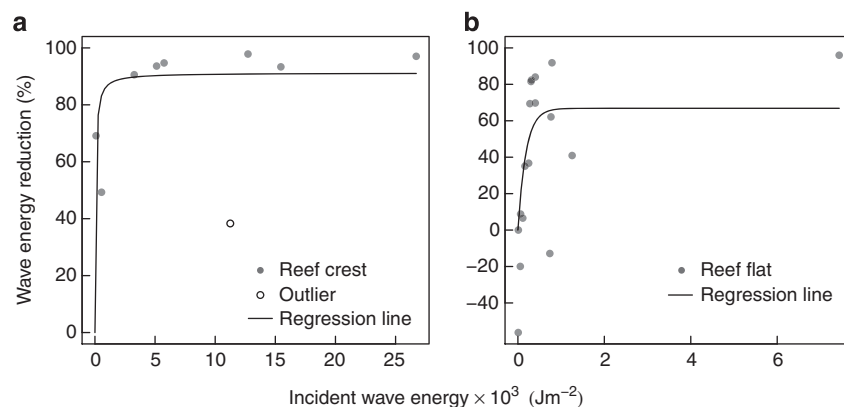 a
Wave energy reduction (%)
100
80
60
40
20
0
0 5 10 15 20 25
Reef crest
Outlier
Regression line
b
100
80
60
40
20
0
−20
−40
0 2 4 6
Reef flat
Regression line
Incident wave energy × 10³ (Jm⁻²)